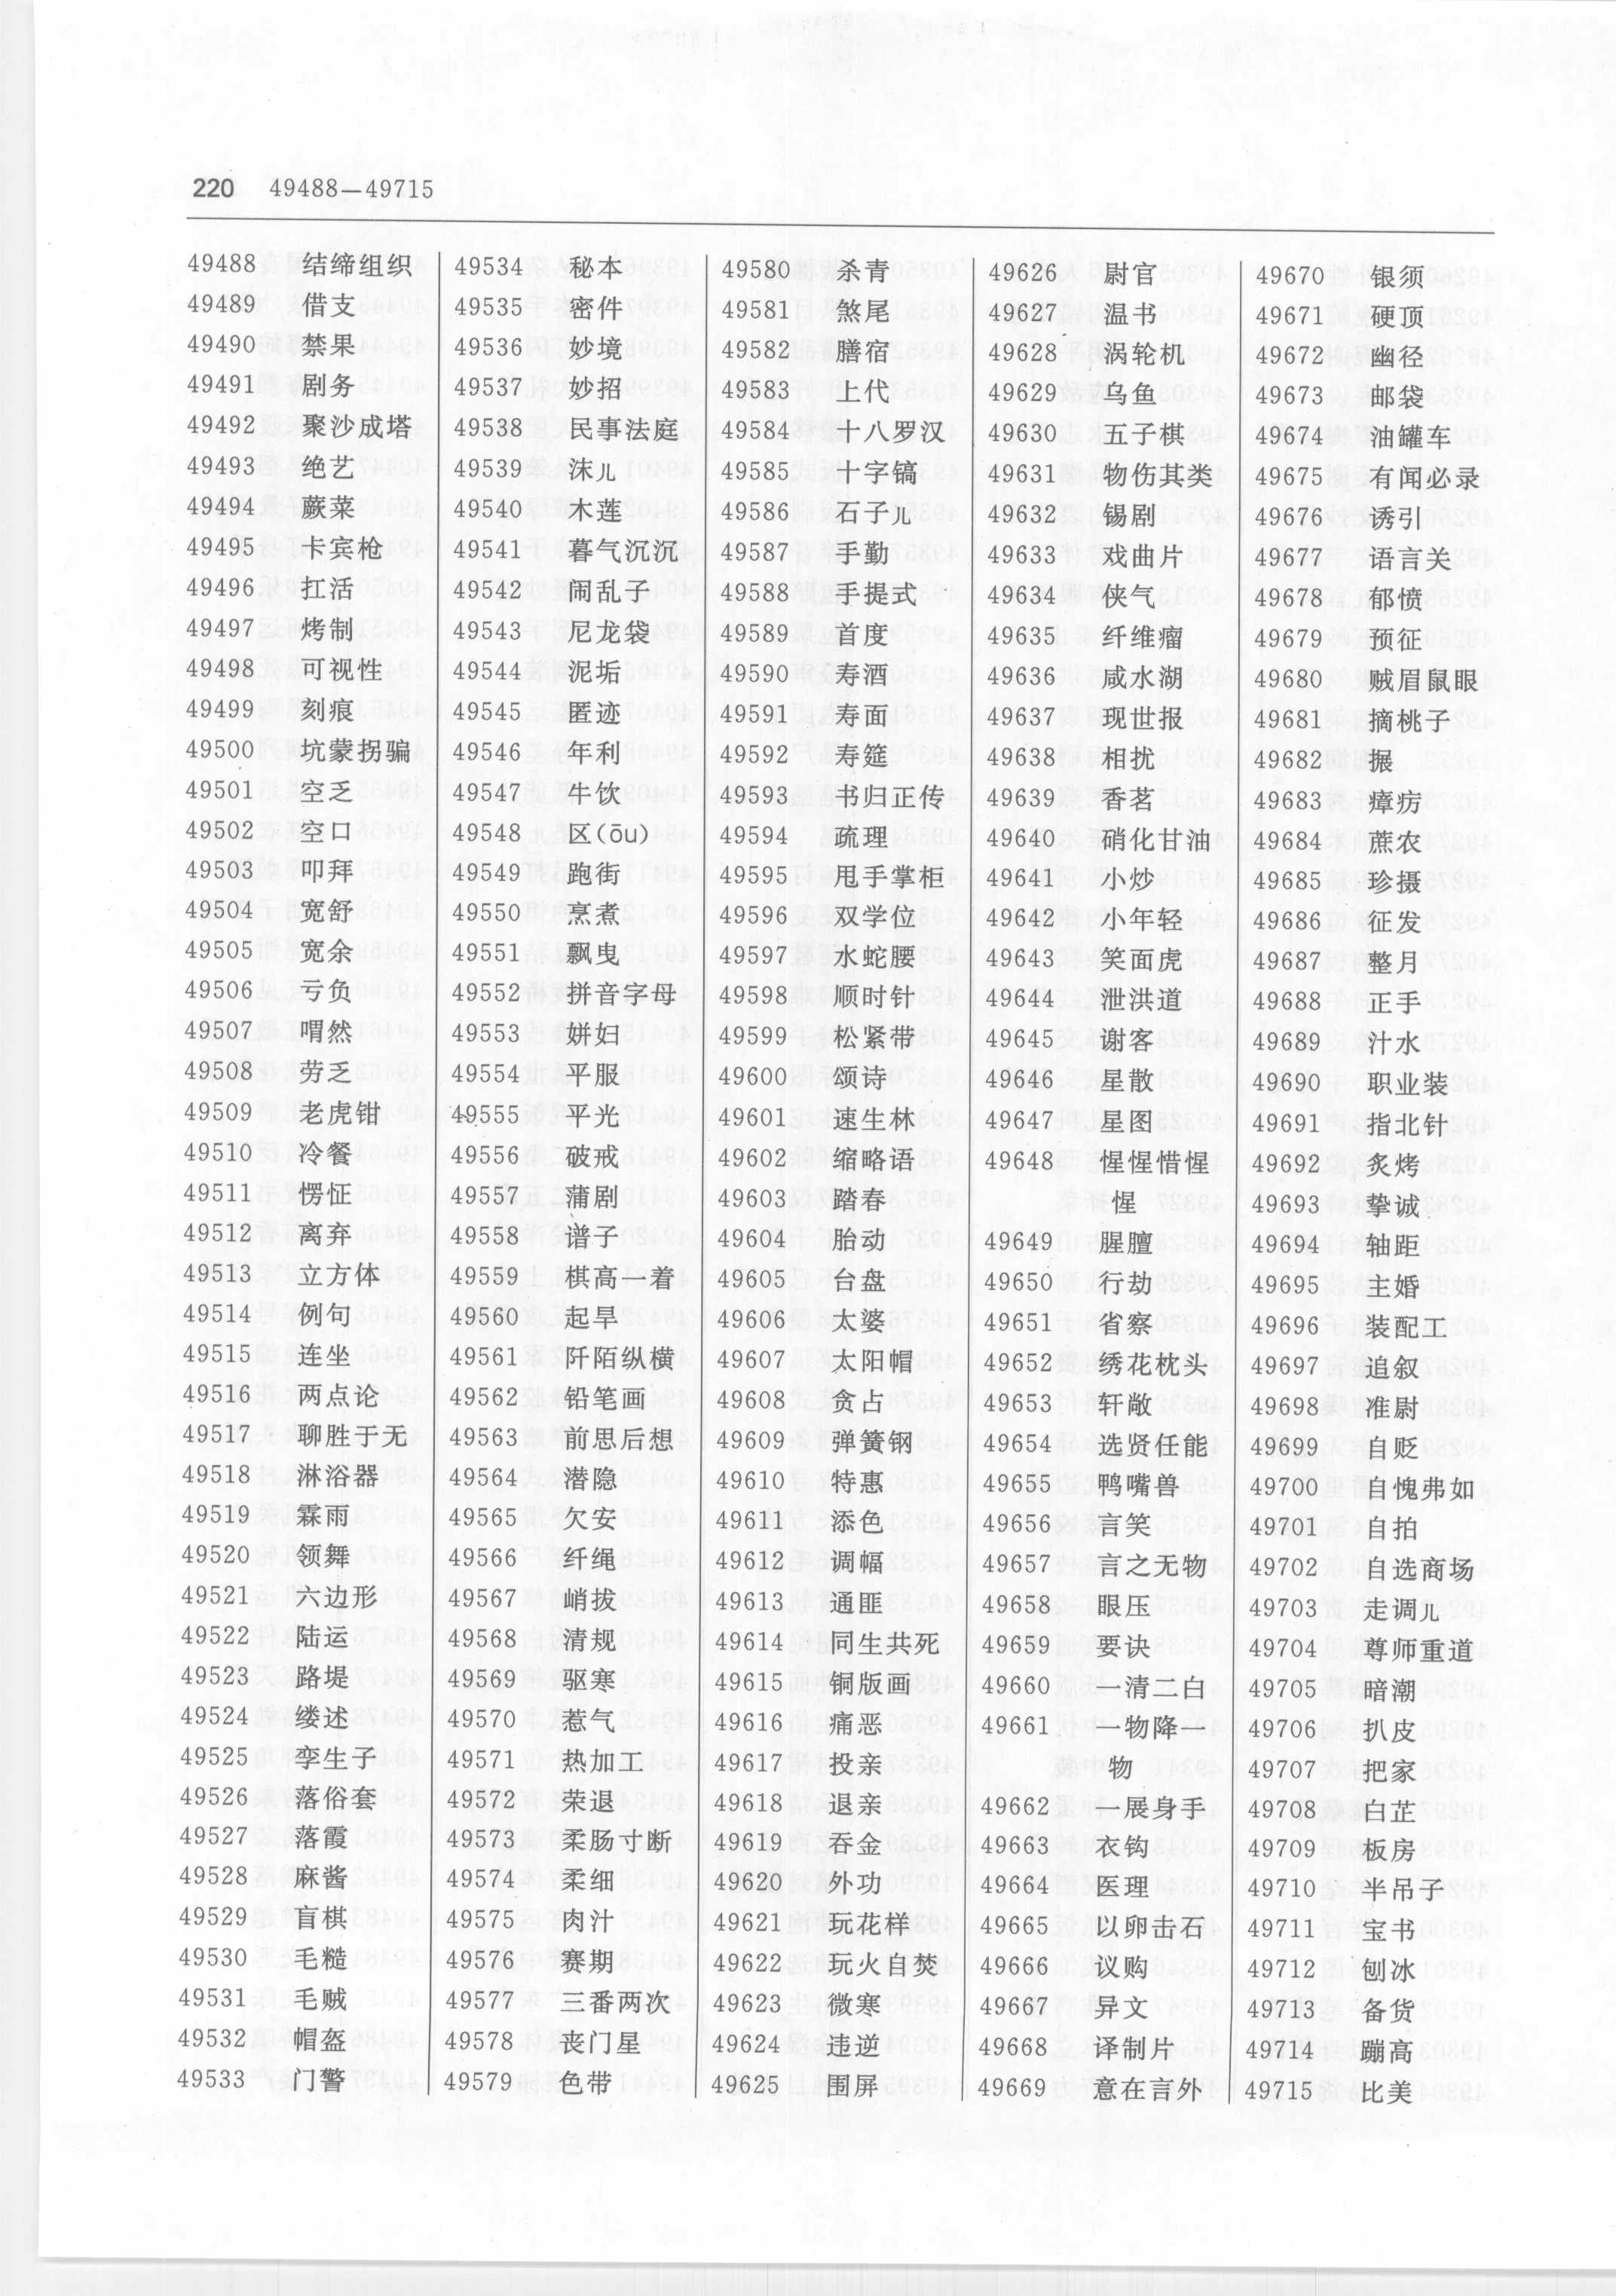 220 49488—49715
49488 结缔组织
49489 借支
49490 禁果
49491 剧务
49492 聚沙成塔
49493 绝艺
49494 蕨菜
49495 卡宾枪
49496 扛活
49497 烤制
49498 可视性
49499 刻痕
49500 坑蒙拐骗
49501 空乏
49502 空口
49503 叩拜
49504 宽舒
49505 宽余
49506 亏负
49507 喟然
49508 劳乏
49509 老虎钳
49510 冷餐
49511 愣怔
49512 离弃
49513 立方体
49514 例句
49515 连坐
49516 两点论
49517 聊胜于无
49518 淋浴器
49519 霖雨
49520 领舞
49521 六边形
49522 陆运
49523 路堤
49524 缕述
49525 孪生子
49526 落俗套
49527 落霞
49528 麻酱
49529 盲棋
49530 毛糙
49531 毛贼
49532 帽盔
49533 门警
49534 秘本
49535 密件
49536 妙境
49537 妙招
49538 民事法庭
49539 沫儿
49540 木莲
49541 暮气沉沉
49542 闹乱子
49543 尼龙袋
49544 泥垢
49545 匿迹
49546 年利
49547 牛饮
49548 区(ōu)
49549 跑街
49550 烹煮
49551 飘曳
49552 拼音字母
49553 姘妇
49554 平服
49555 平光
49556 破戒
49557 蒲剧
49558 谱子
49559 棋高一着
49560 起旱
49561 阡陌纵横
49562 铅笔画
49563 前思后想
49564 潜隐
49565 欠安
49566 纤绳
49567 峭拔
49568 清规
49569 驱寒
49570 惹气
49571 热加工
49572 荣退
49573 柔肠寸断
49574 柔细
49575 肉汁
49576 赛期
49577 三番两次
49578 丧门星
49579 色带
49580 杀青
49581 煞尾
49582 膳宿
49583 上代
49584 十八罗汉
49585 十字镐
49586 石子儿
49587 手勤
49588 手提式
49589 首度
49590 寿酒
49591 寿面
49592 寿筵
49593 书归正传
49594 疏理
49595 甩手掌柜
49596 双学位
49597 水蛇腰
49598 顺时针
49599 松紧带
49600 颂诗
49601 速生林
49602 缩略语
49603 踏春
49604 胎动
49605 台盘
49606 太婆
49607 太阳帽
49608 贪占
49609 弹簧钢
49610 特惠
49611 添色
49612 调幅
49613 通匪
49614 同生共死
49615 铜版画
49616 痛恶
49617 投亲
49618 退亲
49619 吞金
49620 外功
49621 玩花样
49622 玩火自焚
49623 微寒
49624 违逆
49625 围屏
49626 尉官
49627 温书
49628 涡轮机
49629 乌鱼
49630 五子棋
49631 物伤其类
49632 锡剧
49633 戏曲片
49634 侠气
49635 纤维瘤
49636 咸水湖
49637 现世报
49638 相扰
49639 香茗
49640 硝化甘油
49641 小炒
49642 小年轻
49643 笑面虎
49644 泄洪道
49645 谢客
49646 星散
49647 星图
49648 惺惺惜惺
惺
49649 腥膻
49650 行劫
49651 省察
49652 绣花枕头
49653 轩敞
49654 选贤任能
49655 鸭嘴兽
49656 言笑
49657 言之无物
49658 眼压
49659 要诀
49660 一清二白
49661 一物降一
物
49662 一展身手
49663 衣钩
49664 医理
49665 以卵击石
49666 议购
49667 异文
49668 译制片
49669 意在言外
49670 银须
49671 硬顶
49672 幽径
49673 邮袋
49674 油罐车
49675 有闻必录
49676 诱引
49677 语言关
49678 郁愤
49679 预征
49680 贼眉鼠眼
49681 摘桃子
49682 搌
49683 瘴疠
49684 蔗农
49685 珍摄
49686 征发
49687 整月
49688 正手
49689 汁水
49690 职业装
49691 指北针
49692 炙烤
49693 挚诚
49694 轴距
49695 主婚
49696 装配工
49697 追叙
49698 准尉
49699 自贬
49700 自愧弗如
49701 自拍
49702 自选商场
49703 走调儿
49704 尊师重道
49705 暗潮
49706 扒皮
49707 把家
49708 白芷
49709 板房
49710 半吊子
49711 宝书
49712 刨冰
49713 备货
49714 蹦高
49715 比美